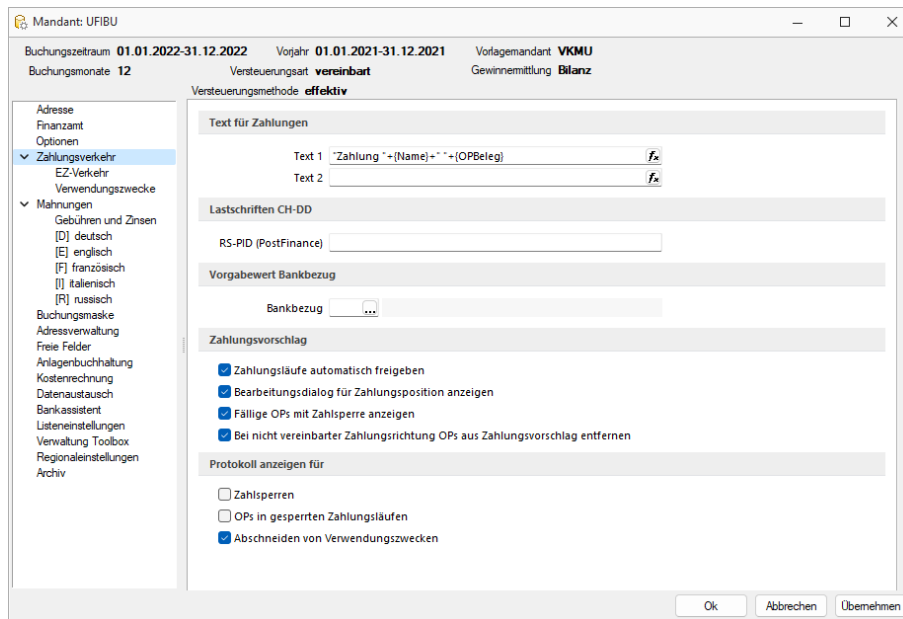 Mandant: UFIBU
Buchungszeitraum 01.01.2022-31.12.2022 Vorjahr 01.01.2021-31.12.2021 Vorlagemandant VKMU
Buchungsmonate 12 Versteuerungsart vereinbart Gewinnermittlung Bilanz
Versteuerungsmethode effektiv
Adresse
Finanzamt
Optionen
Zahlungsverkehr
EZ-Verkehr
Verwendungszwecke
Mahnungen
Gebühren und Zinsen
[D] deutsch
[E] englisch
[F] französisch
[I] italienisch
[R] russisch
Buchungsmaske
Adressverwaltung
Freie Felder
Anlagenbuchhaltung
Kostenrechnung
Datenaustausch
Bankassistent
Listeneinstellungen
Verwaltung Toolbox
Regionaleinstellungen
Archiv
Text für Zahlungen
Text 1 "Zahlung "+{Name}+" "+{OPBeleg} fx
Text 2 fx
Lastschriften CH-DD
RS-PID (PostFinance)
Vorgabewert Bankbezug
Bankbezug ...
Zahlungsvorschlag
Zahlungsläufe automatisch freigeben
Bearbeitungsdialog für Zahlungsposition anzeigen
Fällige OPs mit Zahlsperre anzeigen
Bei nicht vereinbarter Zahlungsrichtung OPs aus Zahlungsvorschlag entfernen
Protokoll anzeigen für
Zahlsperren
OPs in gesperrten Zahlungsläufen
Abschneiden von Verwendungszwecken
Ok Abbrechen Übernehmen